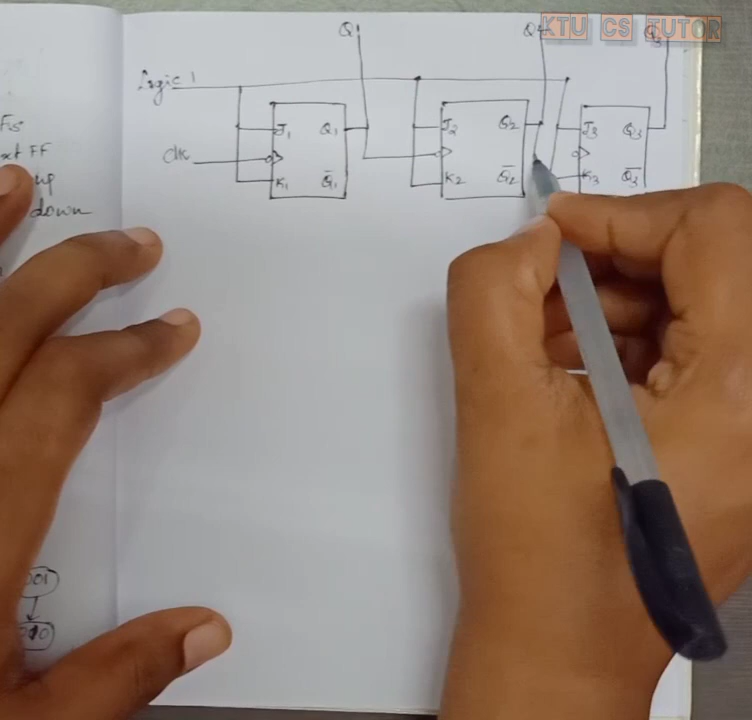 KTU CS TUTOR
Q1 Q2 Q3
Logic 1
J1 Q1 J2 Q2 J3 Q3
Clk
K1 Q̅1 K2 Q̅2 K3 Q̅3
FF
up
down
001